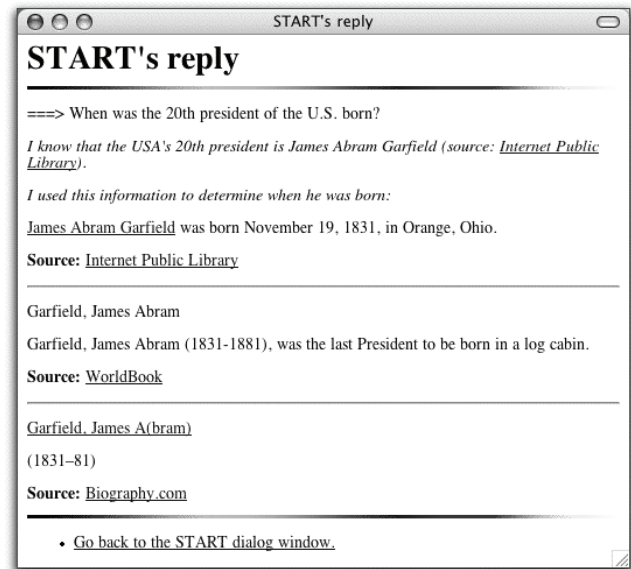 START's reply
START's reply
===> When was the 20th president of the U.S. born?
I know that the USA's 20th president is James Abram Garfield (source: Internet Public
Library).
I used this information to determine when he was born:
James Abram Garfield was born November 19, 1831, in Orange, Ohio.
Source: Internet Public Library
Garfield, James Abram
Garfield, James Abram (1831-1881), was the last President to be born in a log cabin.
Source: WorldBook
Garfield, James A(bram)
(1831–81)
Source: Biography.com
• Go back to the START dialog window.